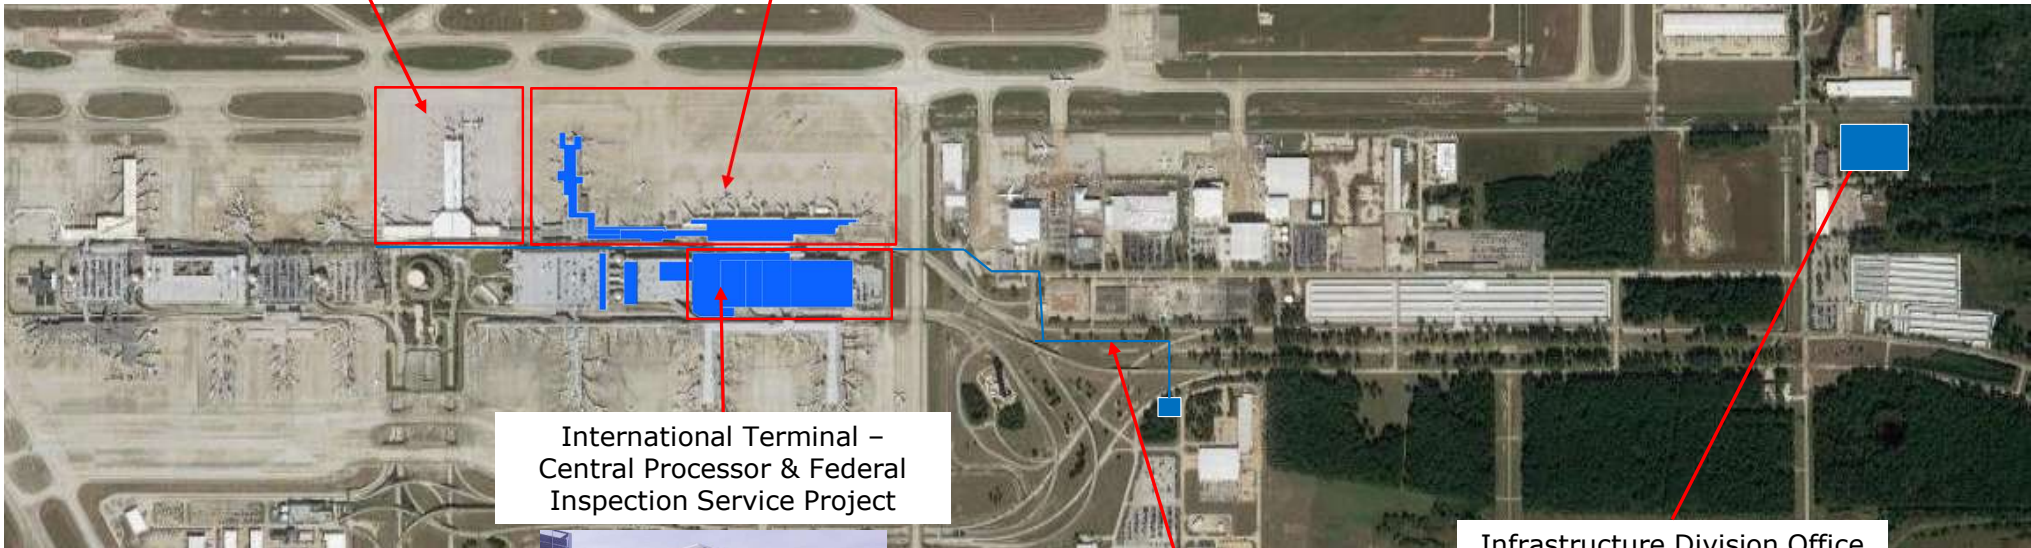 International Terminal –
Central Processor & Federal
Inspection Service Project
Infrastructure Division Office